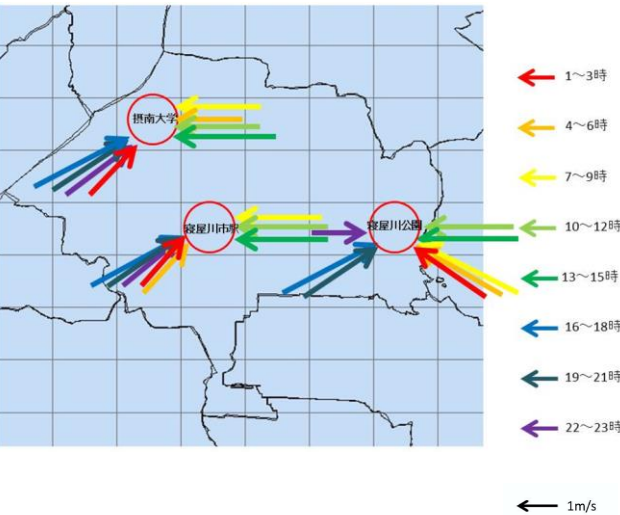 1～3時
摂南大学
4～6時
7～9時
寝屋川市駅
寝屋川公園
10～12時
13～15時
16～18時
19～21時
22～23時
1m/s